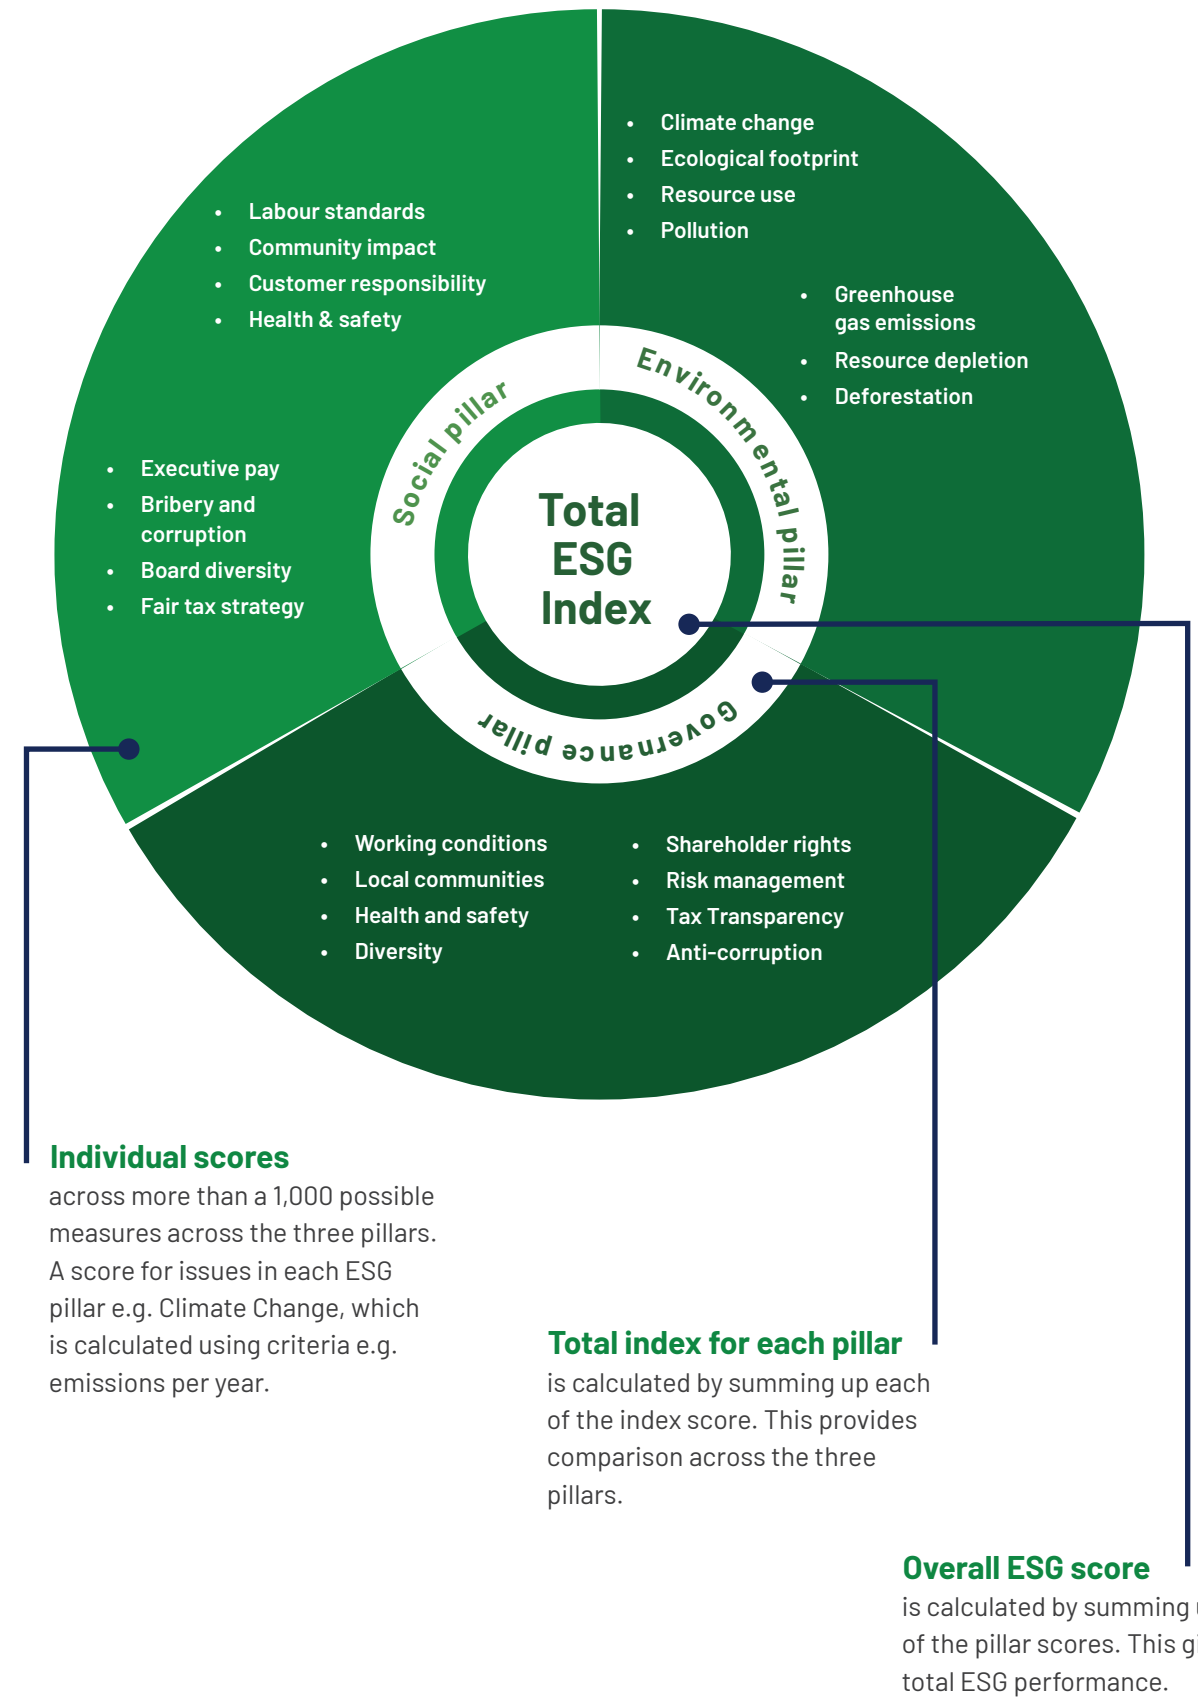 • Climate change
• Ecological footprint
• Resource use
• Pollution
• Greenhouse
gas emissions
• Resource depletion
• Deforestation
• Labour standards
• Community impact
• Customer responsibility
• Health & safety
• Executive pay
• Bribery and
corruption
• Board diversity
• Fair tax strategy
Social pillar
Environmental pillar
Governance pillar
Total
ESG
Index
• Working conditions
• Local communities
• Health and safety
• Diversity
• Shareholder rights
• Risk management
• Tax Transparency
• Anti-corruption
Individual scores
across more than a 1,000 possible
measures across the three pillars.
A score for issues in each ESG
pillar e.g. Climate Change, which
is calculated using criteria e.g.
emissions per year.
Total index for each pillar
is calculated by summing up each
of the index score. This provides
comparison across the three
pillars.
Overall ESG score
is calculated by summing
of the pillar scores. This
total ESG performance.